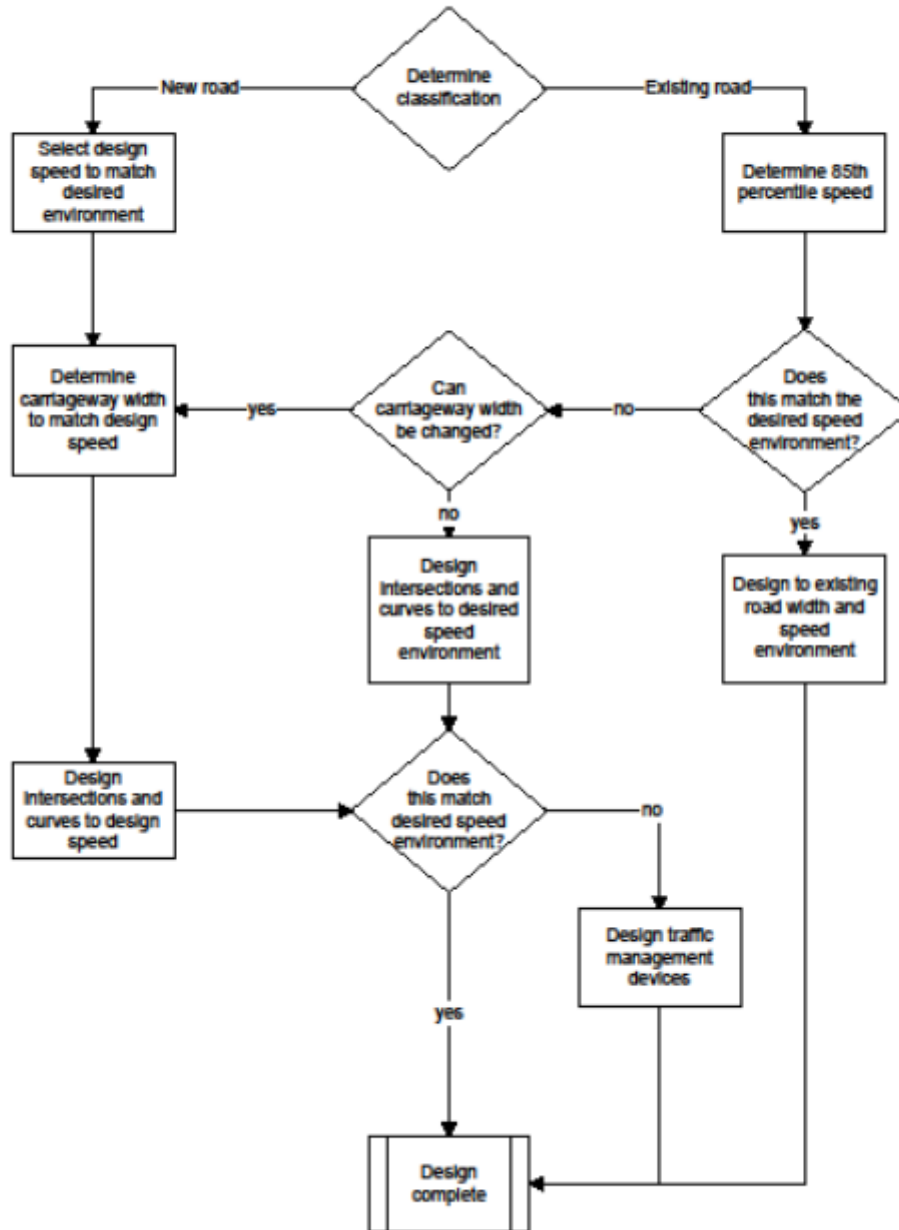 Determine
classification
New road
Existing road
Select design
speed to match
desired
environment
Determine 85th
percentile speed
Determine
carriageway width
to match design
speed
yes
Can
carriageway width
be changed?
no
Does
this match the
desired speed
environment?
no
yes
Design
intersections and
curves to desired
speed
environment
Design to existing
road width and
speed
environment
Design
intersections and
curves to design
speed
Does
this match
desired speed
environment?
no
Design traffic
management
devices
yes
Design
complete